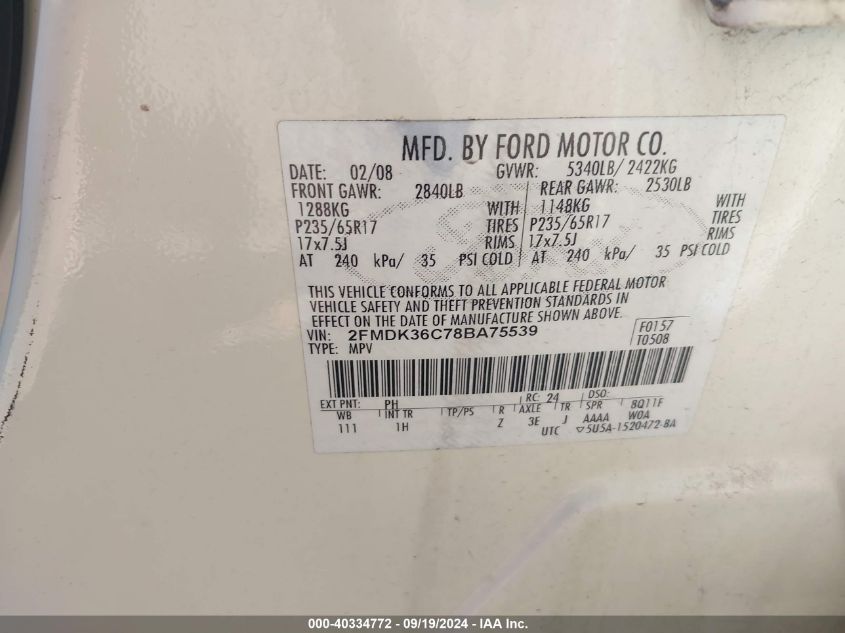 MFD. BY FORD MOTOR CO.
DATE: 02/08 GVWR: 5340LB/ 2422KG
FRONT GAWR: 2840LB REAR GAWR: 2530LB
1288KG WITH 1148KG WITH
P235/65R17 TIRES P235/65R17 TIRES
17x7.5J RIMS 17x7.5J RIMS
AT 240 kPa/ 35 PSI COLD AT 240 kPa/ 35 PSI COLD
THIS VEHICLE CONFORMS TO ALL APPLICABLE FEDERAL MOTOR
VEHICLE SAFETY AND THEFT PREVENTION STANDARDS IN
EFFECT ON THE DATE OF MANUFACTURE SHOWN ABOVE.
VIN: 2FMDK36C78BA75539 F0157
TYPE: MPV T0508
EXT PNT: PH RC: 24 DSO:
WB INT TR TP/PS R AXLE TR SPR 8Q11F
111 1H Z 3E J AAAA W0A
UTC ▽5U5A-1520472-BA
000-40334772 - 09/19/2024 - IAA Inc.